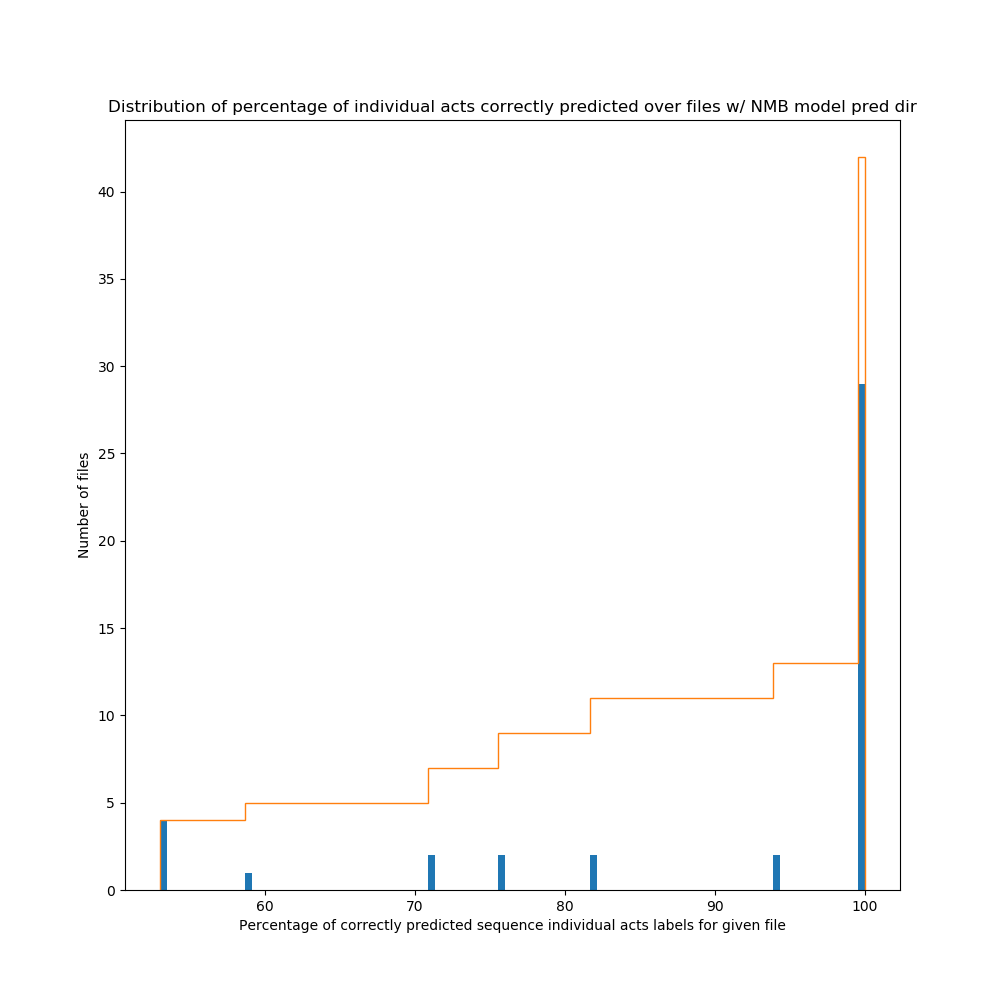 Distribution of percentage of individual acts correctly predicted over files w/ NMB model pred dir
40
35
30
25
20
15
10
5
0
Number of files
60 70 80 90 100
Percentage of correctly predicted sequence individual acts labels for given file